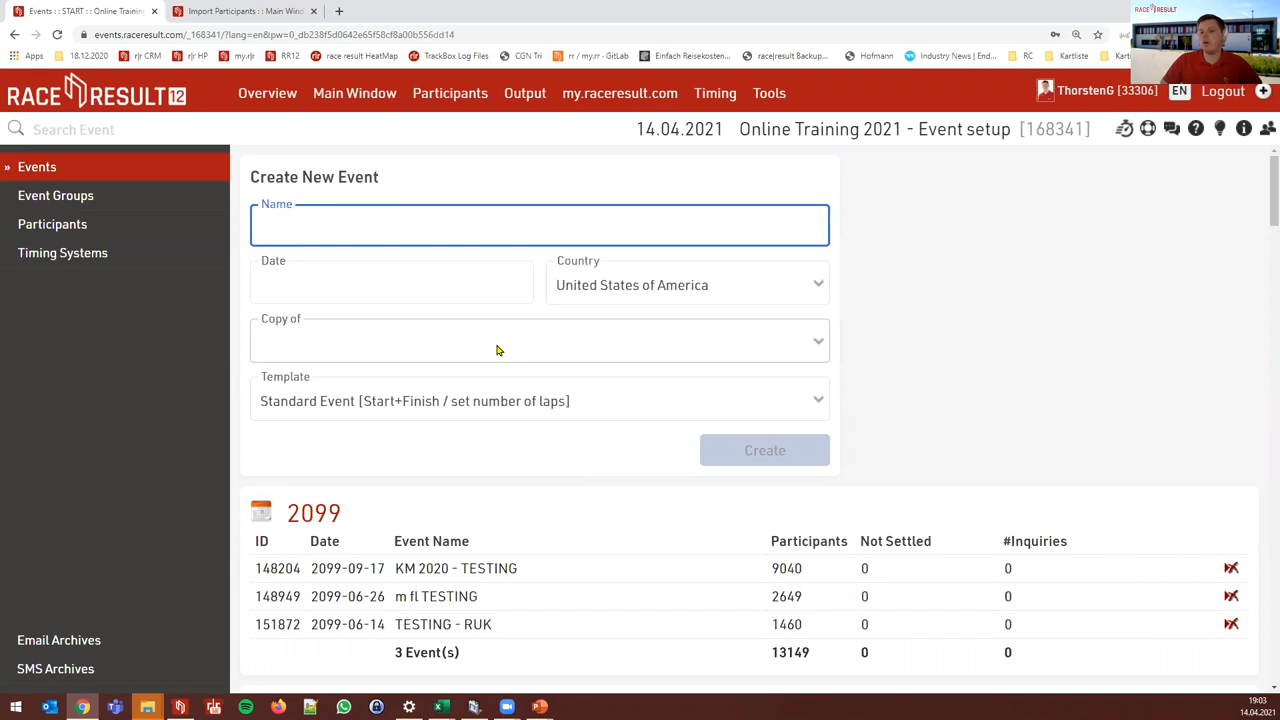 Events : : START : : Online Training
Import Participants : : Main Wind
events.raceresult.com/_168341/?lang=en&pw=0_db238f5d0642e65f58cf8a00b556dd14
Apps
18.12.2020
r|r CRM
r|r HP
my.r|r
RR12
race resylt HeatMap
TrackBox Log Files
CGN Tri
rr / my.rr · GitLab
Einfach Reisekosten...
race|result Backup...
Hofmann
Industry News | End...
RC
Kartliste
RACE RESULT
RACE RESULT 12
Overview
Main Window
Participants
Output
my.raceresult.com
Timing
Tools
ThorstenG [33306]
EN
Logout
Search Event
14.04.2021
Online Training 2021 - Event setup
[168341]
» Events
Event Groups
Participants
Timing Systems
Email Archives
SMS Archives
Create New Event
Name
Date
Country
United States of America
Copy of
Template
Standard Event [Start+Finish / set number of laps]
Create
2099
ID Date Event Name Participants Not Settled #Inquiries
148204 2099-09-17 KM 2020 - TESTING 9040 0 0
148949 2099-06-26 m fl TESTING 2649 0 0
151872 2099-06-14 TESTING - RUK 1460 0 0
3 Event(s) 13149 0 0
19:03
14.04.2021